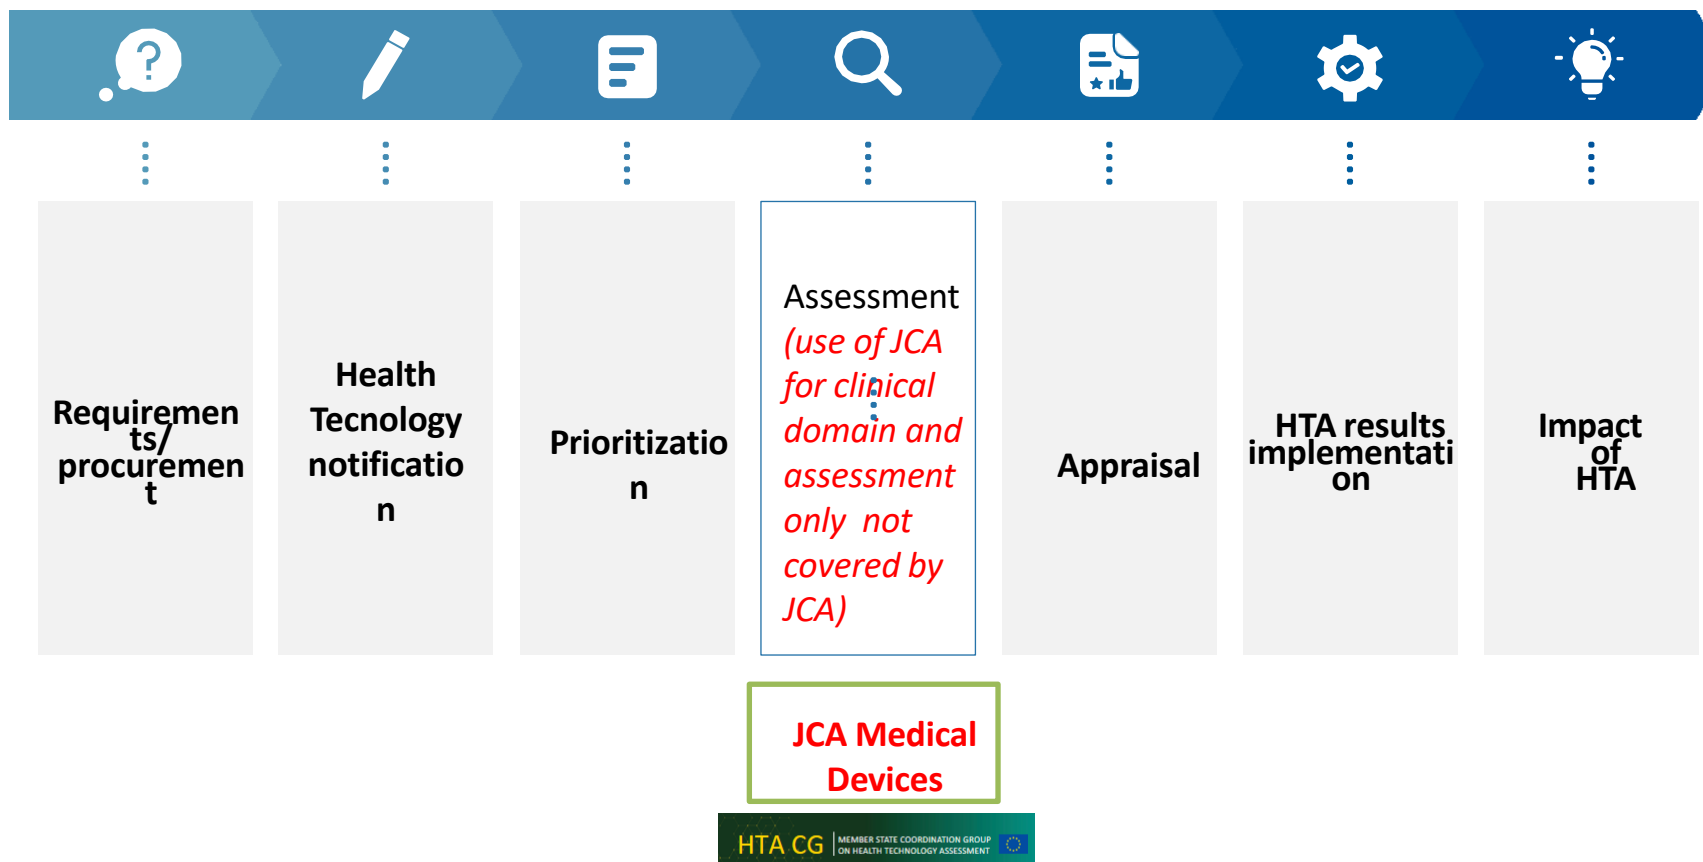 ?
Requiremen
ts/
procuremen
t
Health
Tecnology
notificatio
n
Prioritizatio
n
Assessment
(use of JCA
for clinical
domain and
assessment
only not
covered by
JCA)
Appraisal
HTA results
implementati
on
Impact
of
HTA
JCA Medical
Devices
HTA CG
MEMBER STATE COORDINATION GROUP
ON HEALTH TECHNOLOGY ASSESSMENT